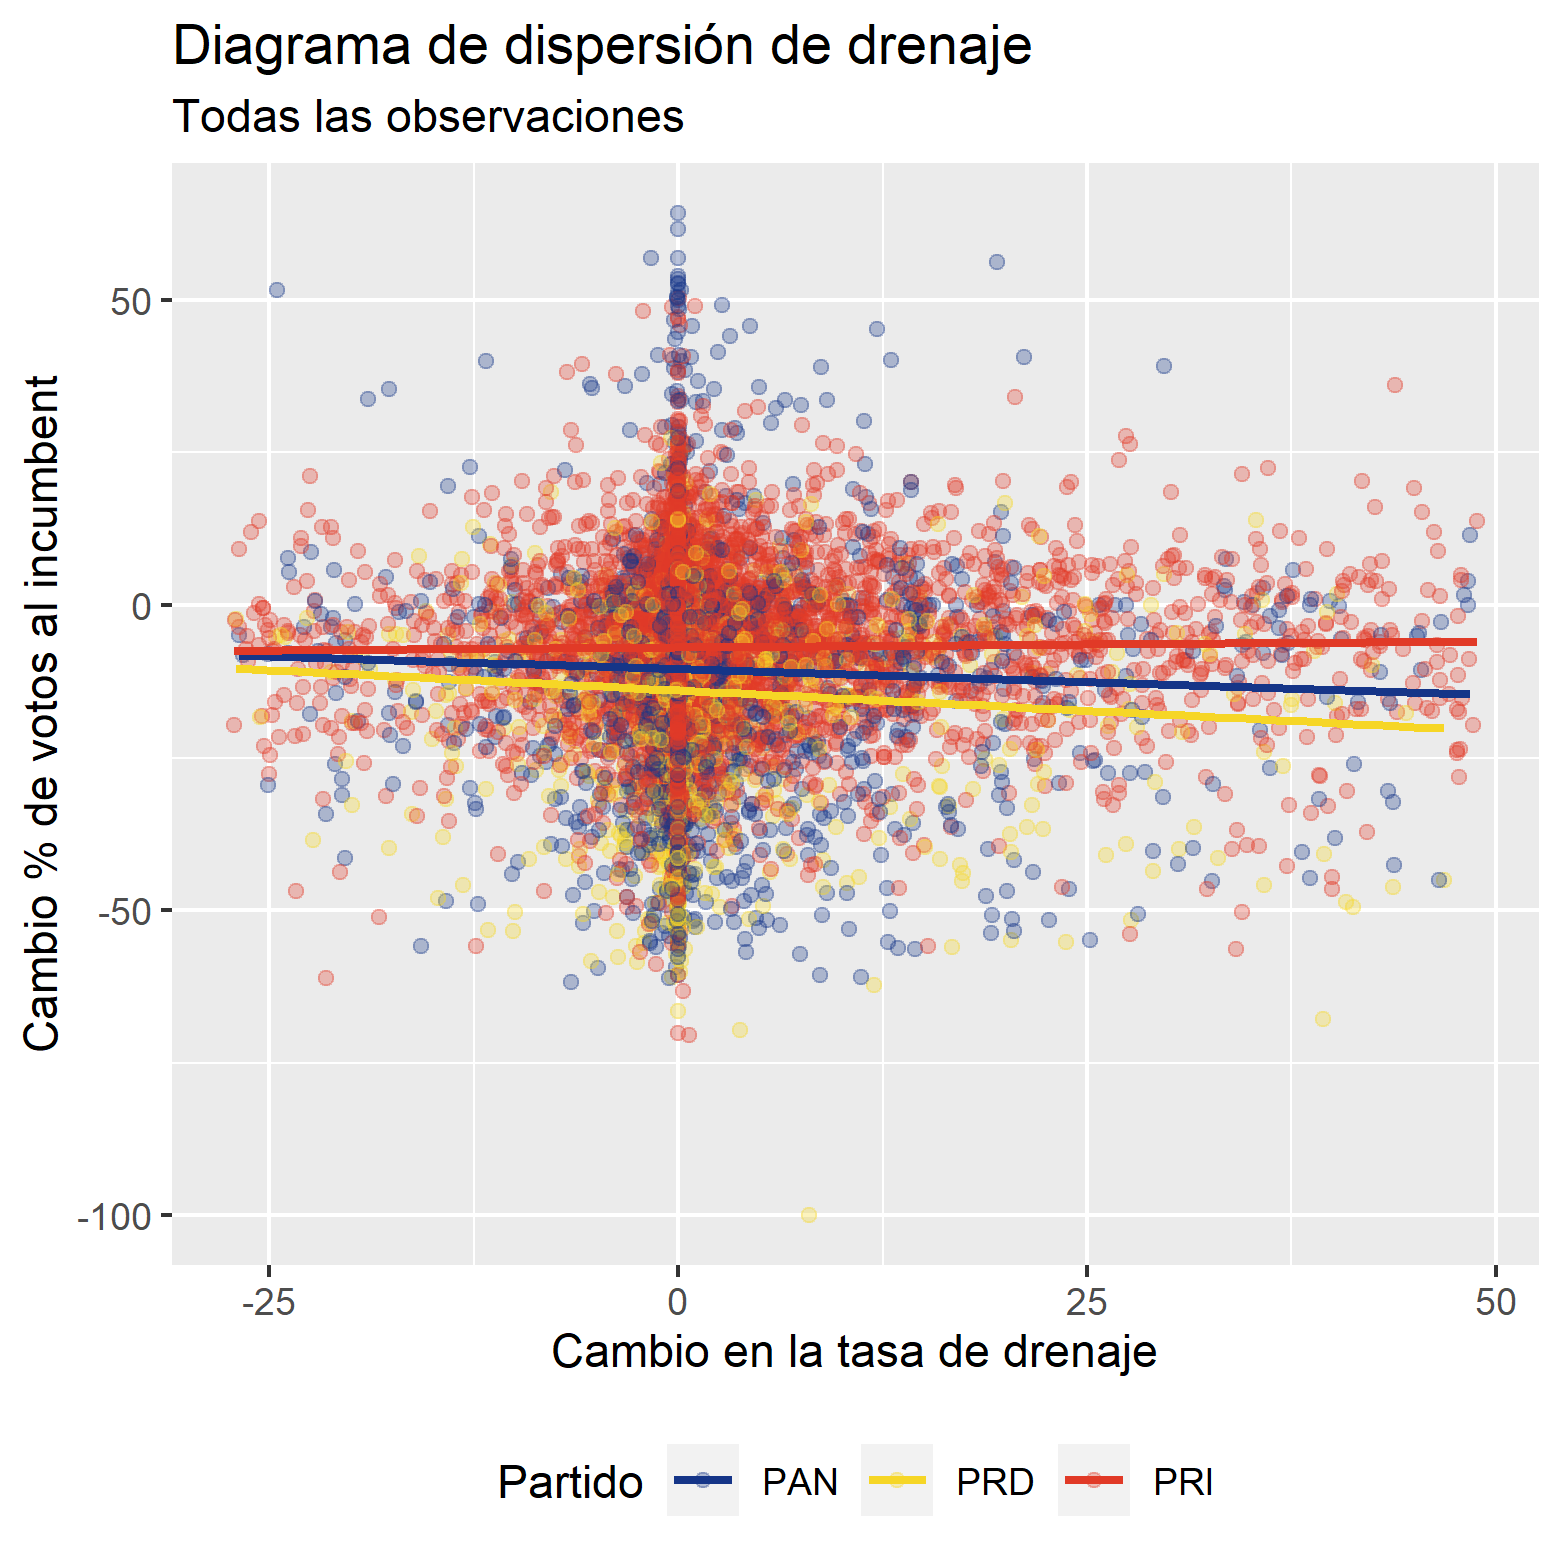 Diagrama de dispersión de drenaje
Todas las observaciones
Cambio % de votos al incumbent
50
0
-50
-100
-25
0
25
50
Cambio en la tasa de drenaje
Partido
PAN
PRD
PRI